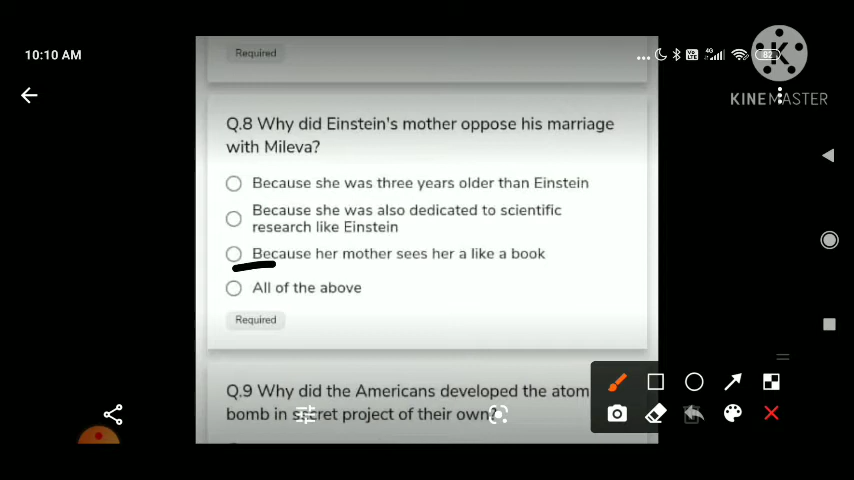 10:10 AM
4G
82
K
KINEMASTER
Required
Q.8 Why did Einstein's mother oppose his marriage
with Mileva?
Because she was three years older than Einstein
Because she was also dedicated to scientific
research like Einstein
Because her mother sees her a like a book
All of the above
Required
Q.9 Why did the Americans developed the atom
bomb in secret project of their own?